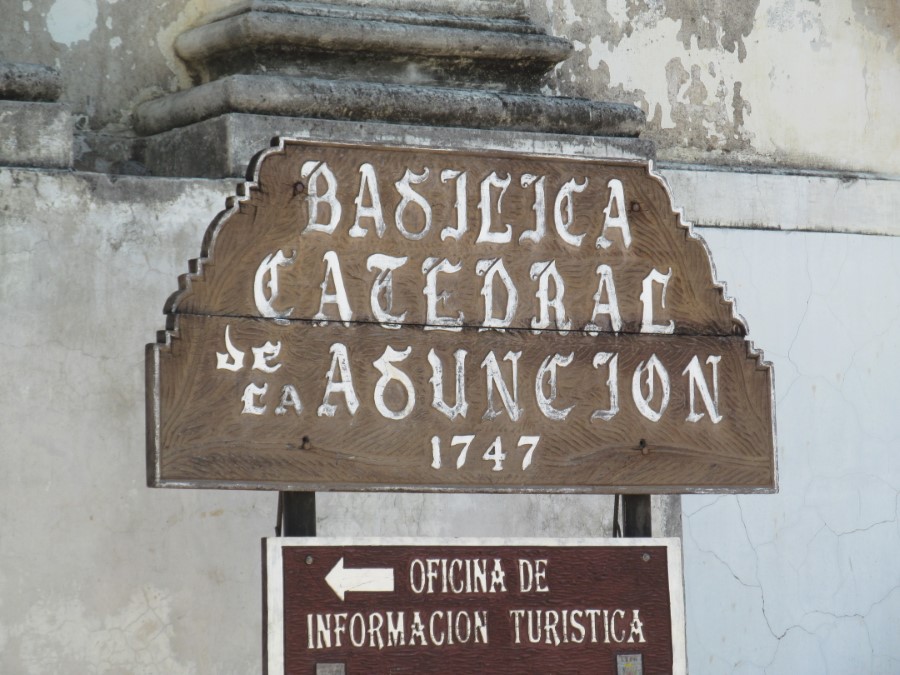 BASILICA
CATEDRAL
de la ASUNCION
1747
OFICINA DE
INFORMACION TURISTICA